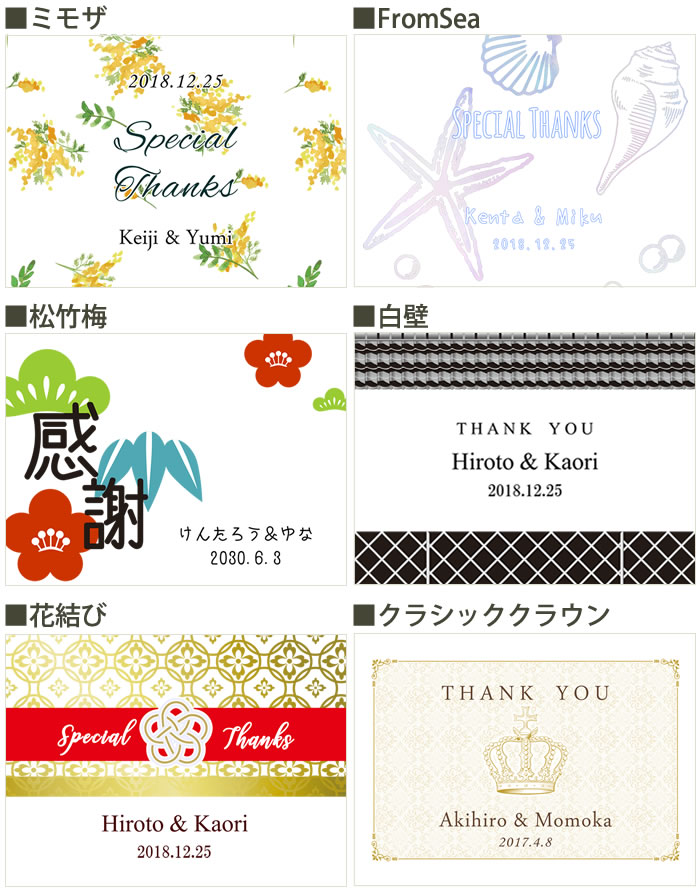 ■ミモザ
2018.12.25
Special
Thanks
Keiji & Yumi
■FromSea
SPECIAL THANKS
Kenta & Miku
2018.12.25
■松竹梅
感
謝
けんたろう&ゆな
2030.6.3
■白壁
THANK YOU
Hiroto & Kaori
2018.12.25
■花結び
Special Thanks
Hiroto & Kaori
2018.12.25
■クラシッククラウン
THANK YOU
Akihiro & Momoka
2017.4.8